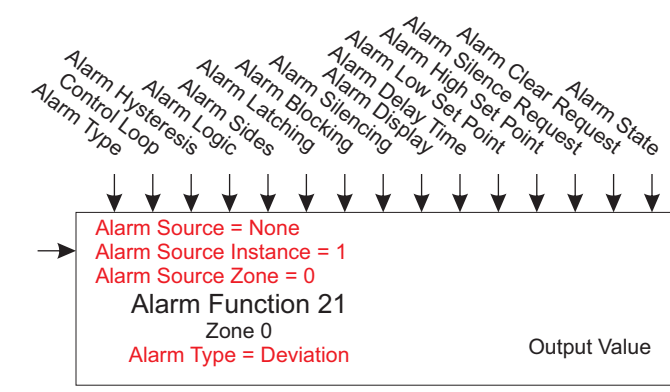 Alarm Type
Control Loop
Alarm Hysteresis
Alarm Logic
Alarm Sides
Alarm Latching
Alarm Blocking
Alarm Silencing
Alarm Display
Alarm Delay Time
Alarm Low Set Point
Alarm High Set Point
Alarm Silence Request
Alarm Clear Request
Alarm State
Alarm Source = None
Alarm Source Instance = 1
Alarm Source Zone = 0
Alarm Function 21
Zone 0
Alarm Type = Deviation
Output Value